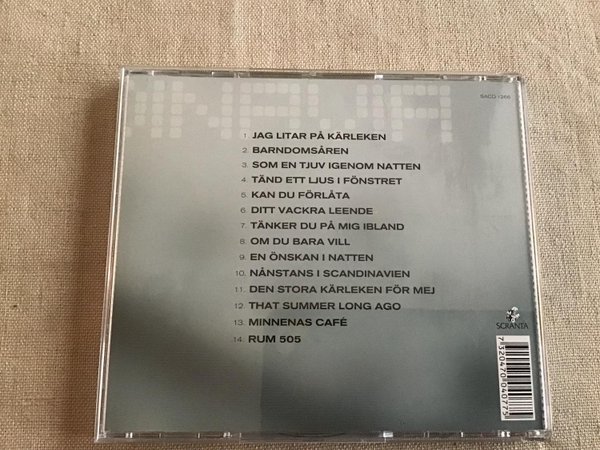 SACD 1266
1. JAG LITAR PÅ KÄRLEKEN
2. BARNDOMSÅREN
3. SOM EN TJUV IGENOM NATTEN
4. TÄND ETT LJUS I FÖNSTRET
5. KAN DU FÖRLÅTA
6. DITT VACKRA LEENDE
7. TÄNKER DU PÅ MIG IBLAND
8. OM DU BARA VILL
9. EN ÖNSKAN I NATTEN
10. NÅNSTANS I SCANDINAVIEN
11. DEN STORA KÄRLEKEN FÖR MEJ
12. THAT SUMMER LONG AGO
13. MINNENAS CAFÉ
14. RUM 505
SCRANTA
7 320470 040775